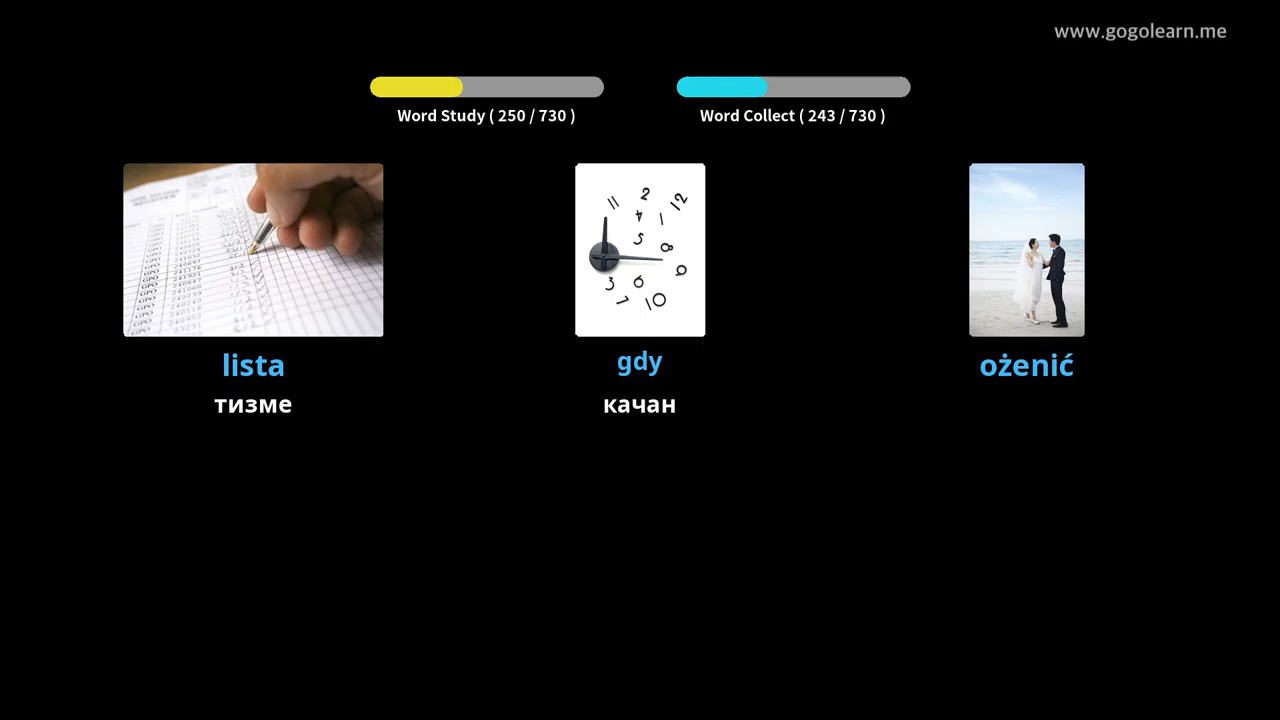 www.gogolearn.me
Word Study ( 250 / 730 )
Word Collect ( 243 / 730 )
lista
gdy
ożenić
тизме
качан